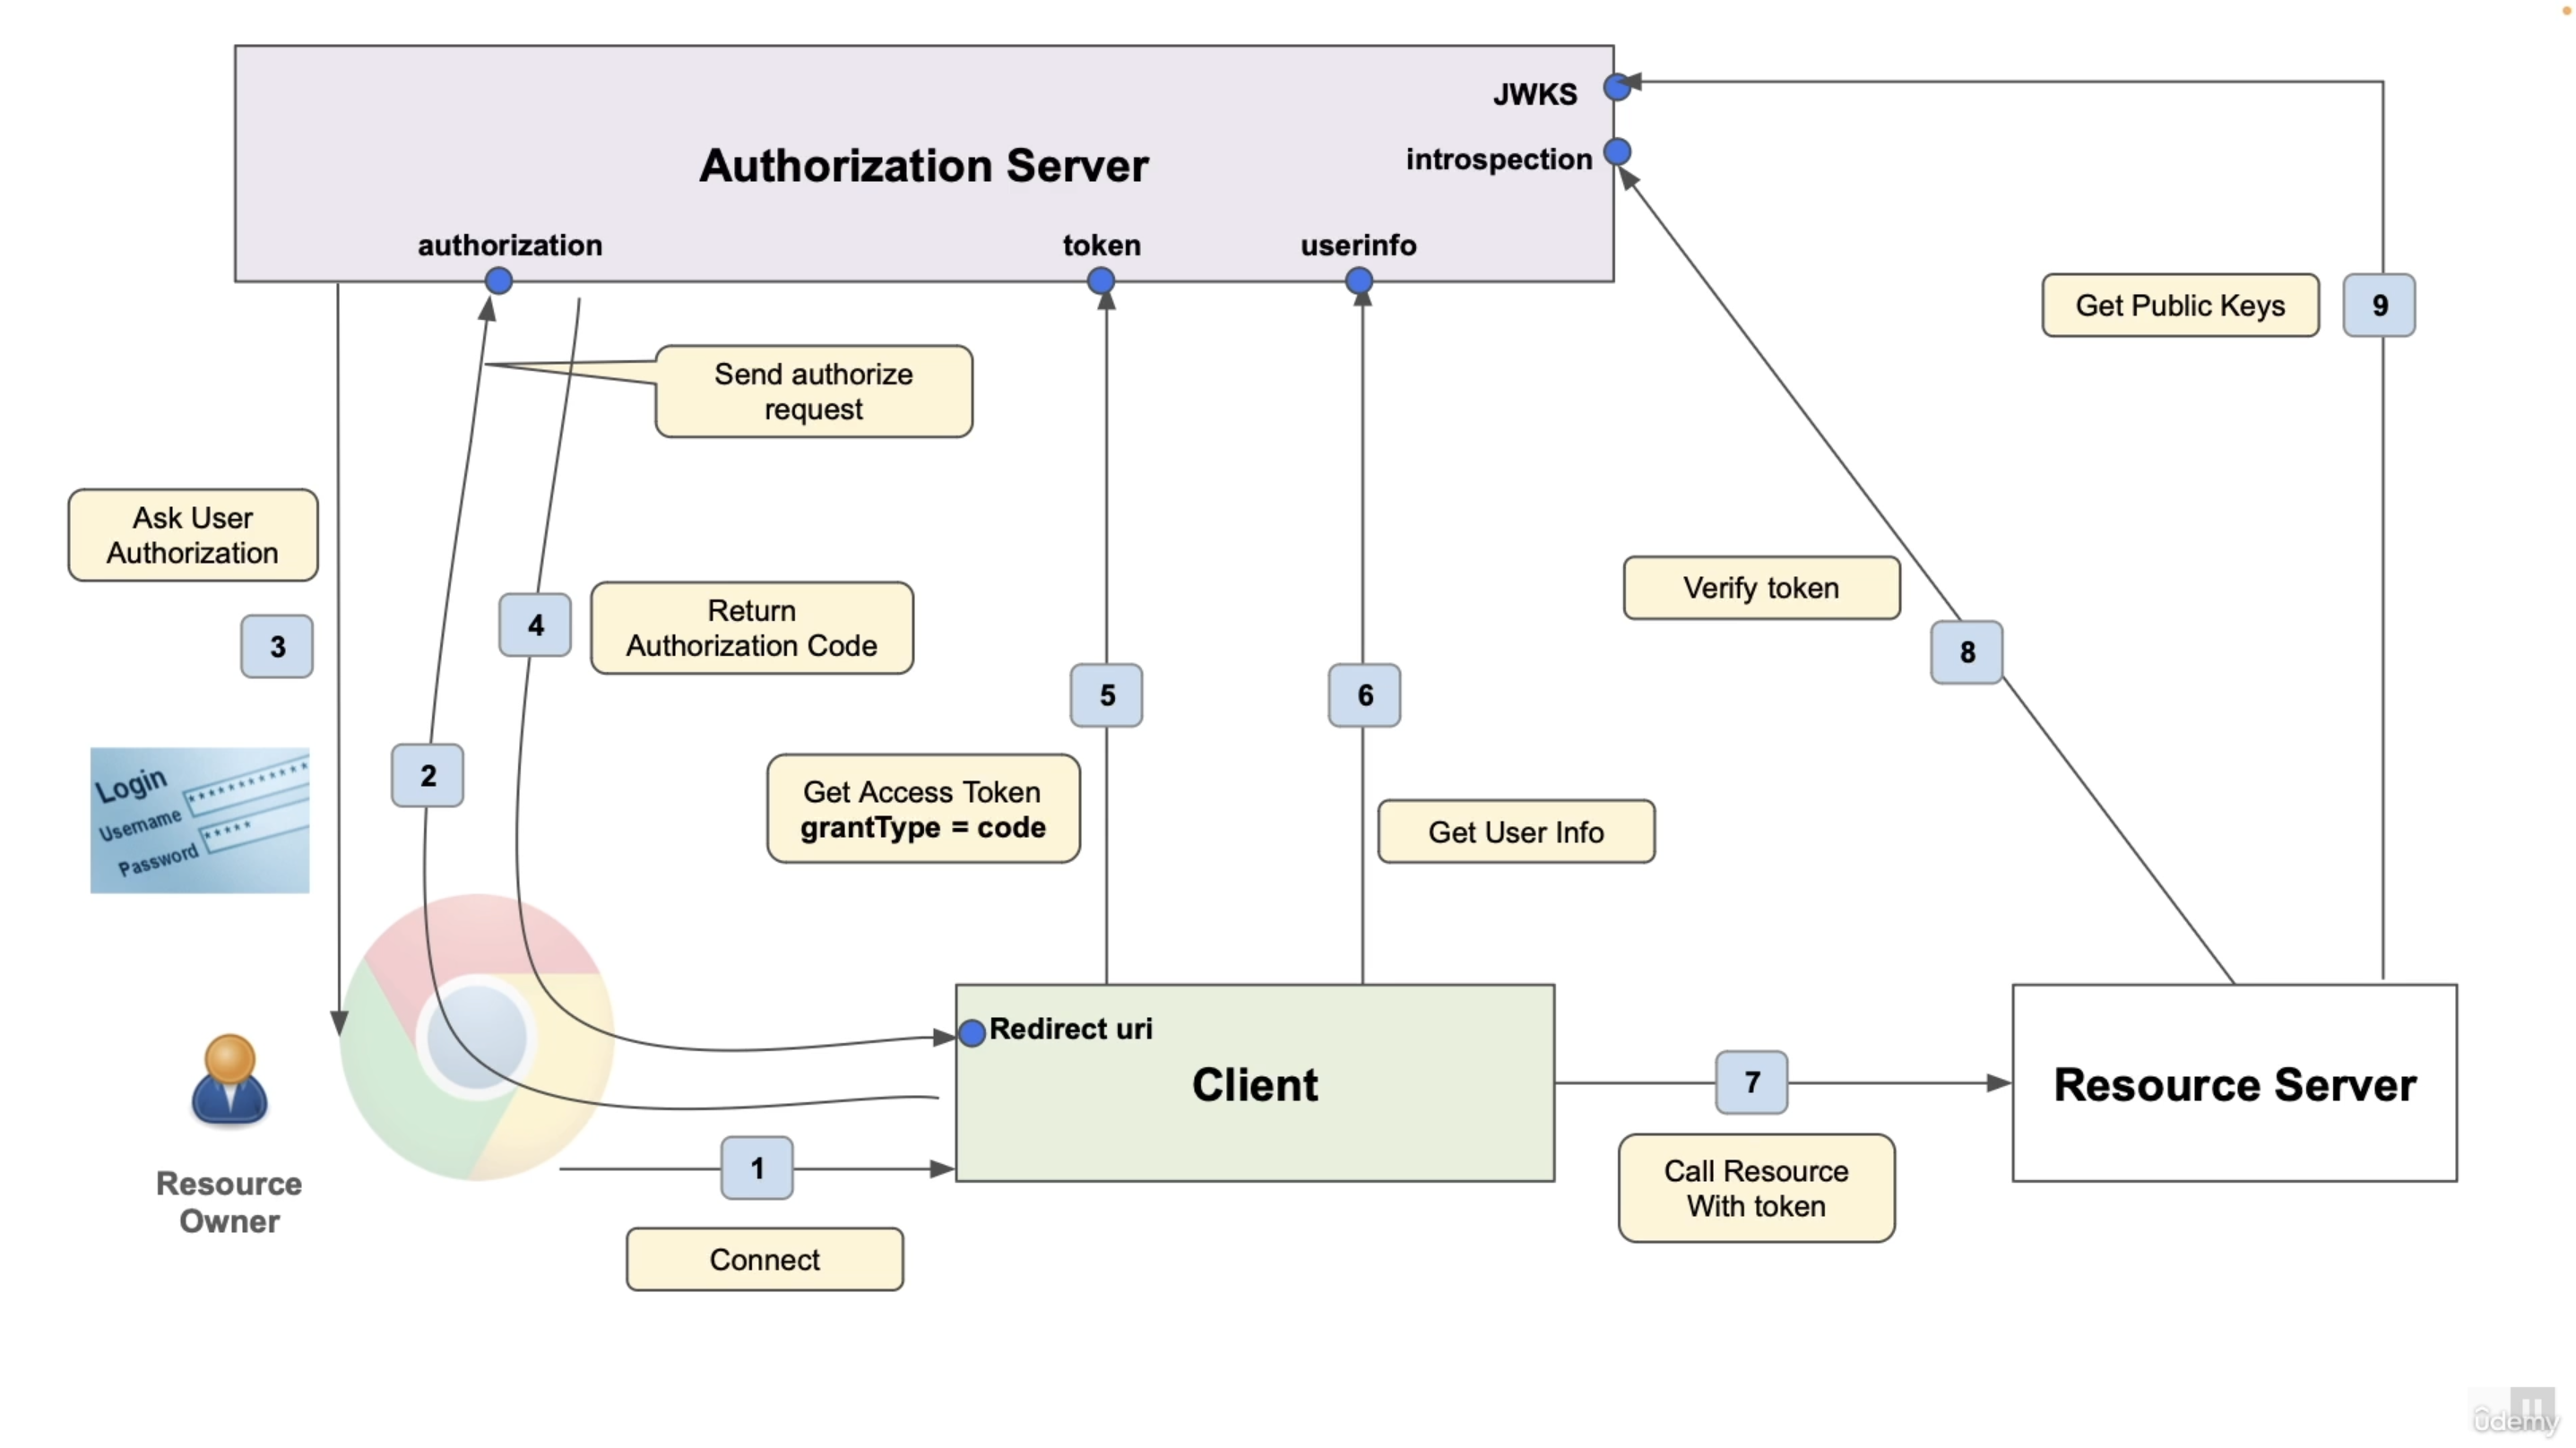 JWKS
Authorization Server
introspection
authorization
token
userinfo
Get Public Keys
9
Send authorize
request
Ask User
Authorization
3
4
Return
Authorization Code
Verify token
8
5
6
2
Login
***********
Username
*****
Password
Get Access Token
grantType = code
Get User Info
Redirect uri
Client
7
Resource Server
1
Call Resource
With token
Resource
Owner
Connect
ûdemy